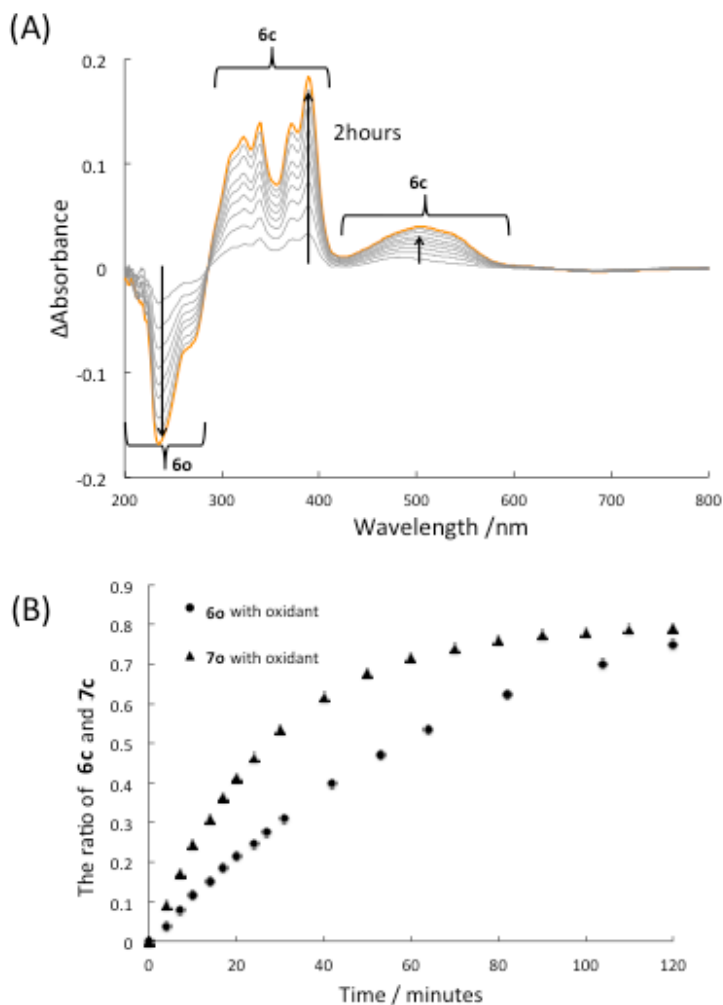 (A)
6c
0.2
0.1
0
-0.1
-0.2
ΔAbsorbance
2hours
6c
6o
200 300 400 500 600 700 800
Wavelength /nm
(B)
0.9
0.8
0.7
0.6
0.5
0.4
0.3
0.2
0.1
0
The ratio of 6c and 7c
6o with oxidant
7o with oxidant
0 20 40 60 80 100 120
Time / minutes